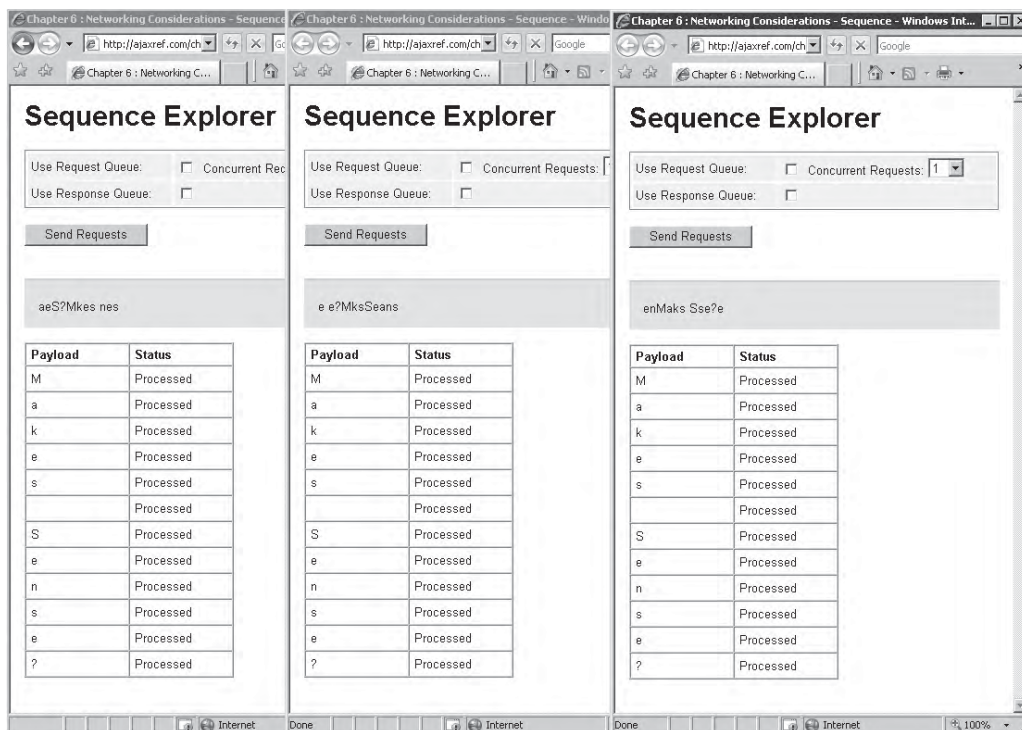 Chapter 6 : Networking Considerations - Sequence
http://ajaxref.com/ch
Chapter 6 : Networking C...
Sequence Explorer
Use Request Queue: Concurrent Rec
Use Response Queue:
Send Requests
aeS?Mkes nes
Payload Status
M Processed
a Processed
k Processed
e Processed
s Processed
Processed
S Processed
e Processed
n Processed
s Processed
e Processed
? Processed
Internet
Chapter 6 : Networking Considerations - Sequence - Windo
http://ajaxref.com/ch Google
Chapter 6 : Networking C...
Sequence Explorer
Use Request Queue: Concurrent Requests:
Use Response Queue:
Send Requests
e e?MksSeans
Payload Status
M Processed
a Processed
k Processed
e Processed
s Processed
Processed
S Processed
e Processed
n Processed
s Processed
e Processed
? Processed
Done Internet
Chapter 6 : Networking Considerations - Sequence - Windows Int...
http://ajaxref.com/ch Google
Chapter 6 : Networking C...
Sequence Explorer
Use Request Queue: Concurrent Requests: 1
Use Response Queue:
Send Requests
enMaks Sse?e
Payload Status
M Processed
a Processed
k Processed
e Processed
s Processed
Processed
S Processed
e Processed
n Processed
s Processed
e Processed
? Processed
Done Internet 100%